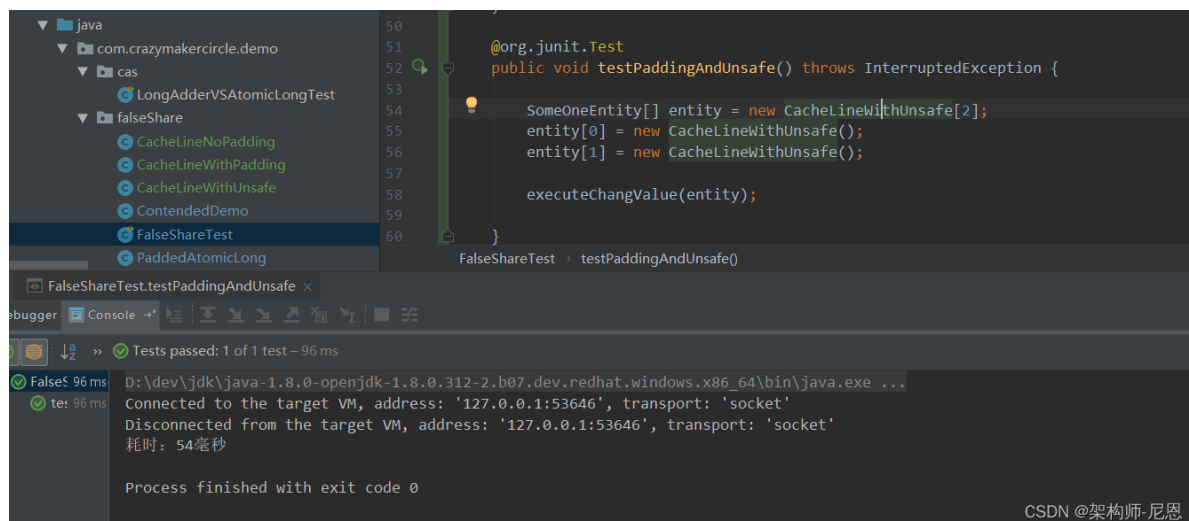 java
com.crazymakercircle.demo
cas
LongAdderVSAtomicLongTest
falseShare
CacheLineNoPadding
CacheLineWithPadding
CacheLineWithUnsafe
ContendedDemo
FalseShareTest
PaddedAtomicLong
50 }
51 @org.junit.Test
52 public void testPaddingAndUnsafe() throws InterruptedException {
53
54 SomeOneEntity[] entity = new CacheLineWithUnsafe[2];
55 entity[0] = new CacheLineWithUnsafe();
56 entity[1] = new CacheLineWithUnsafe();
57
58 executeChangValue(entity);
59
60 }
FalseShareTest › testPaddingAndUnsafe()
FalseShareTest.testPaddingAndUnsafe ×
ebugger Console
» Tests passed: 1 of 1 test – 96 ms
FalseS 96 ms
te: 96 ms
D:\dev\jdk\java-1.8.0-openjdk-1.8.0.312-2.b07.dev.redhat.windows.x86_64\bin\java.exe ...
Connected to the target VM, address: '127.0.0.1:53646', transport: 'socket'
Disconnected from the target VM, address: '127.0.0.1:53646', transport: 'socket'
耗时：54毫秒
Process finished with exit code 0
CSDN @架构师-尼恩